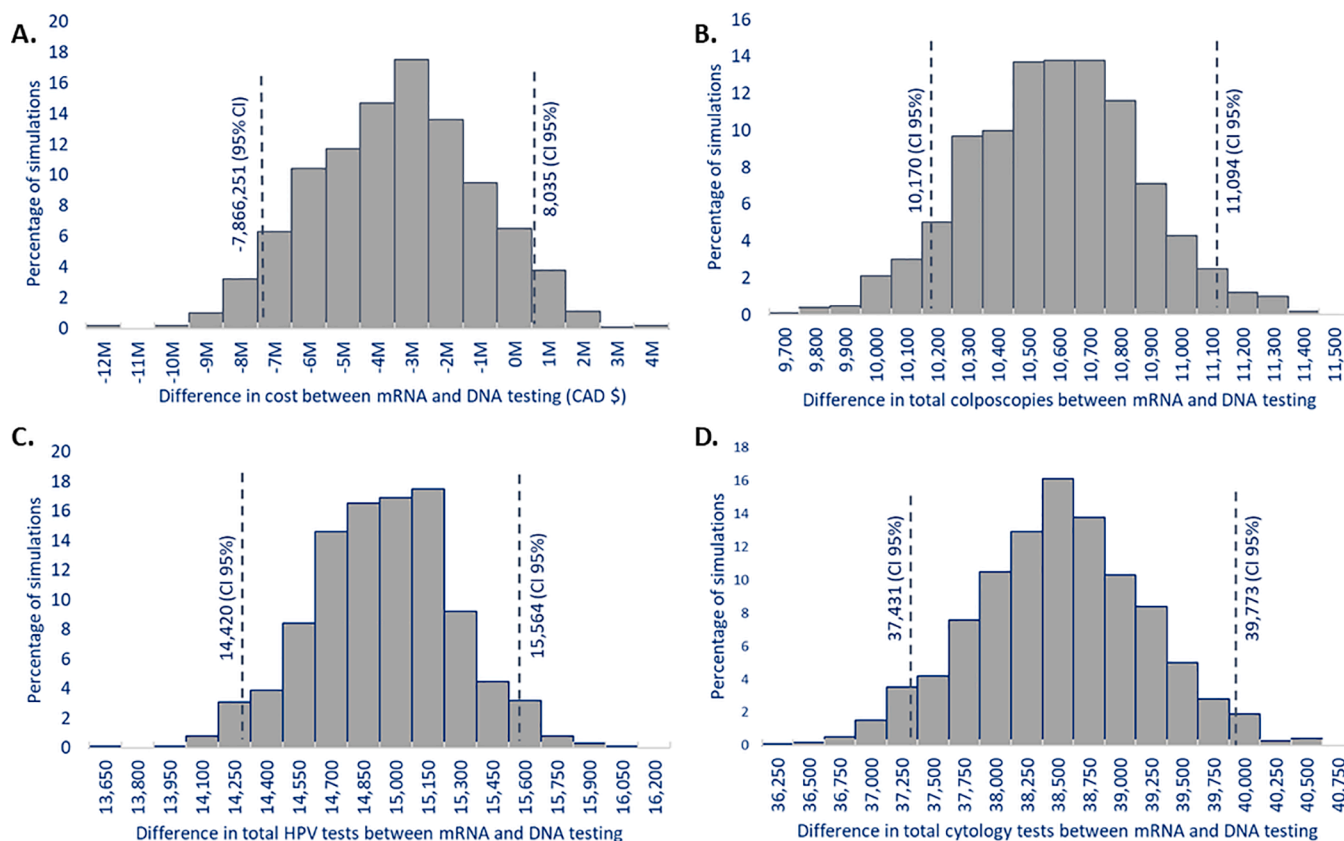 A.
20
18
16
14
12
10
8
6
4
2
0
Percentage of simulations
-7,866,251 (95% CI)
8,035 (CI 95%)
-12M
-11M
-10M
-9M
-8M
-7M
-6M
-5M
-4M
-3M
-2M
-1M
0M
1M
2M
3M
4M
Difference in cost between mRNA and DNA testing (CAD $)
B.
16
14
12
10
8
6
4
2
0
Percentage of simulations
10,170 (CI 95%)
11,094 (CI 95%)
9,700
9,800
9,900
10,000
10,100
10,200
10,300
10,400
10,500
10,600
10,700
10,800
10,900
11,000
11,100
11,200
11,300
11,400
11,500
Difference in total colposcopies between mRNA and DNA testing
C.
20
18
16
14
12
10
8
6
4
2
0
Percentage of simulations
14,420 (CI 95%)
15,564 (CI 95%)
13,650
13,800
13,950
14,100
14,250
14,400
14,550
14,700
14,850
15,000
15,150
15,300
15,450
15,600
15,750
15,900
16,050
16,200
Difference in total HPV tests between mRNA and DNA testing
D.
18
16
14
12
10
8
6
4
2
0
Percentage of simulations
37,431 (CI 95%)
39,773 (CI 95%)
36,250
36,500
36,750
37,000
37,250
37,500
37,750
38,000
38,250
38,500
38,750
39,000
39,250
39,500
39,750
40,000
40,250
40,500
40,750
Difference in total cytology tests between mRNA and DNA testing